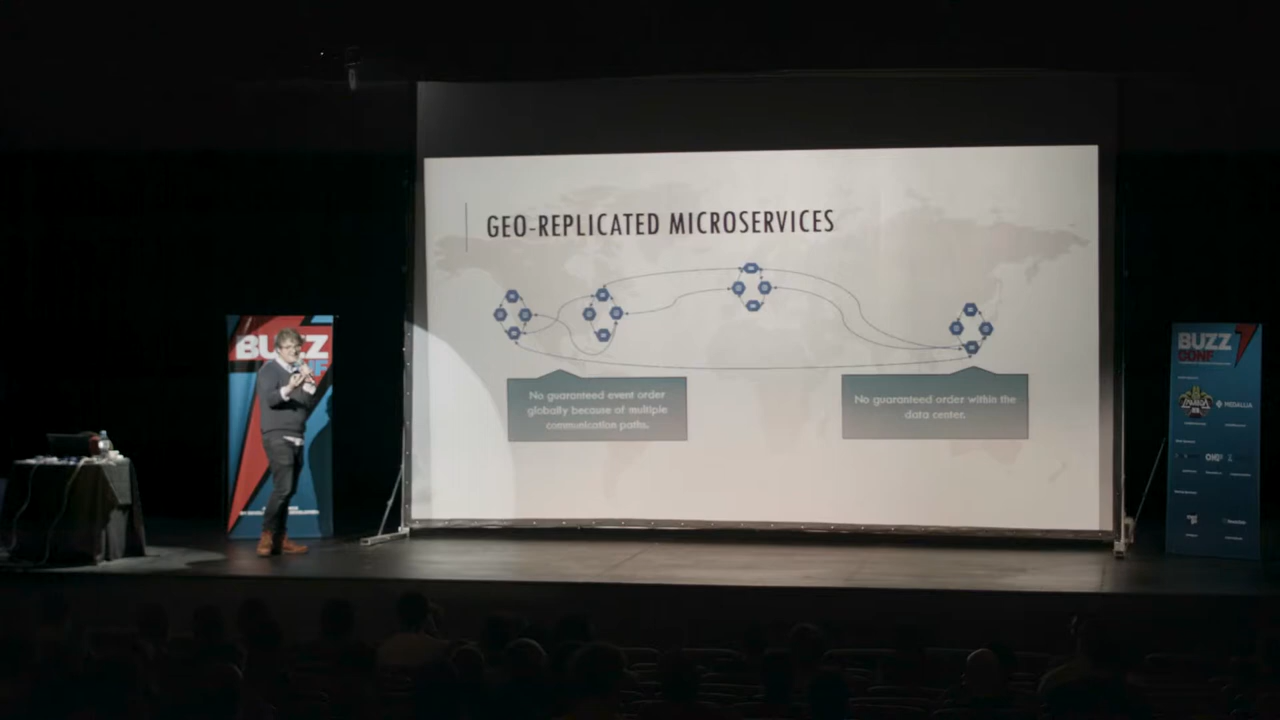 GEO-REPLICATED MICROSERVICES
No guaranteed event order
globally because of multiple
communication paths.
No guaranteed order within the
data center.
BUZZ
BUZZ
CONF
MEDALLIA